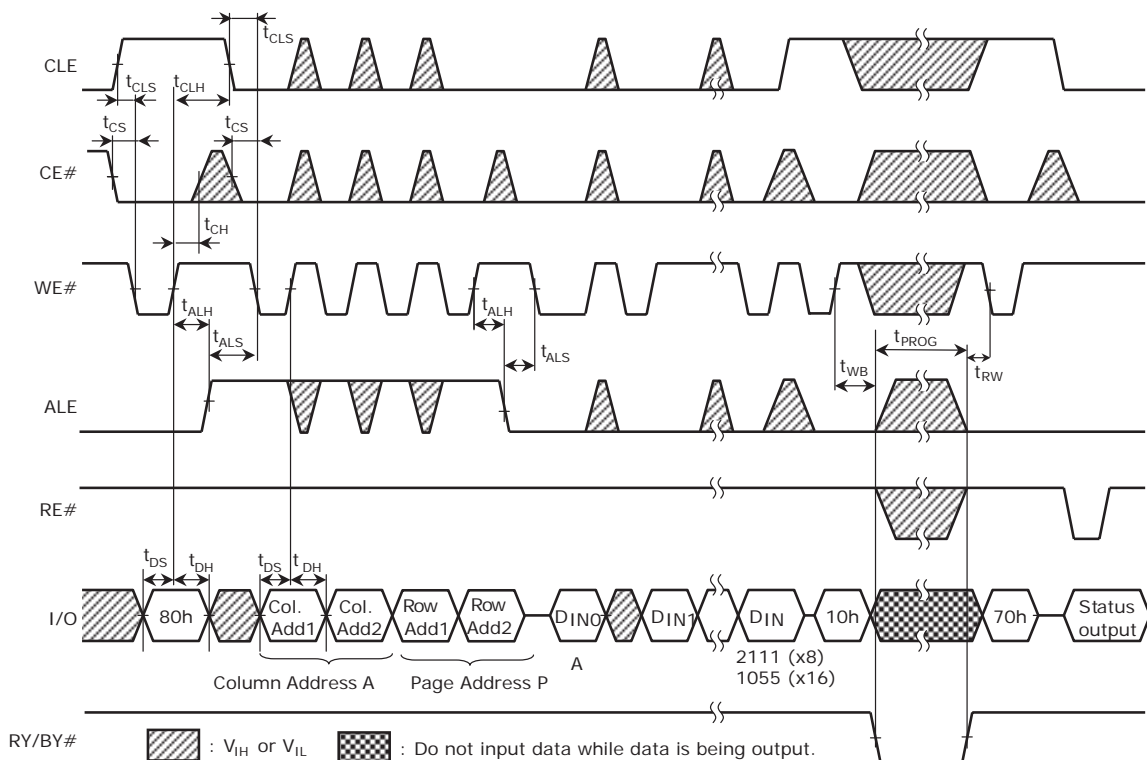 tCLS
CLE
tCLS tCLH
tCS tCS
CE#
tCH
WE#
tALH tALH
tALS tALS
tPROG
tWB tRW
ALE
RE#
tDS tDH tDS tDH
I/O 80h Col. Add1 Col. Add2 Row Add1 Row Add2 DIN0 DIN1 DIN 10h 70h Status output
A
2111 (x8)
1055 (x16)
Column Address A Page Address P
RY/BY# : VIH or VIL : Do not input data while data is being output.